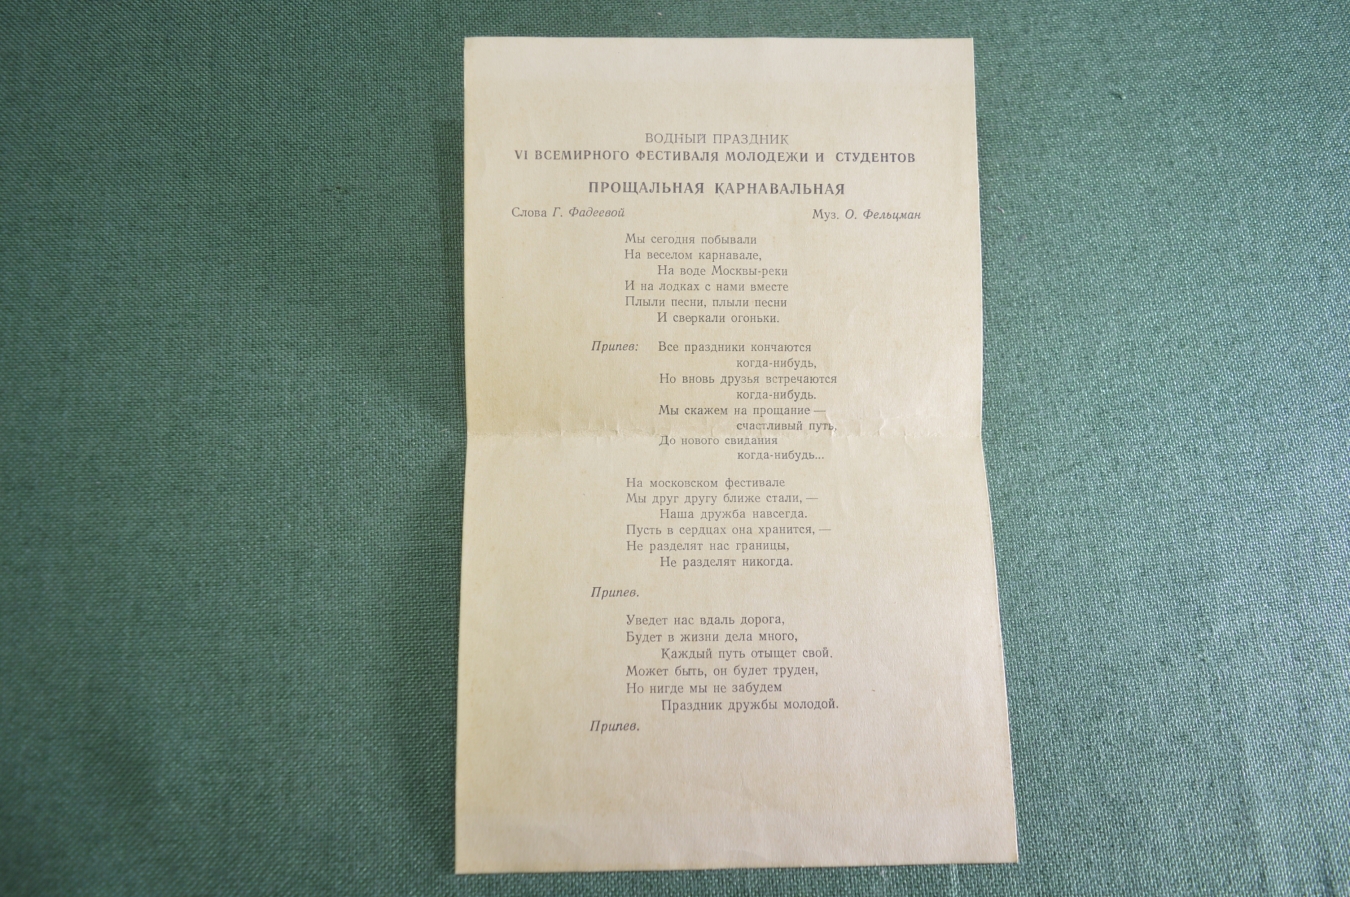 ВОДНЫЙ ПРАЗДНИК
VI ВСЕМИРНОГО ФЕСТИВАЛЯ МОЛОДЕЖИ И СТУДЕНТОВ
ПРОЩАЛЬНАЯ КАРНАВАЛЬНАЯ
Слова Г. Фадеевой Муз. О. Фельцман
Мы сегодня побывали
На веселом карнавале,
На воде Москвы-реки
И на лодках с нами вместе
Плыли песни, плыли песни
И сверкали огоньки.
Припев: Все праздники кончаются
когда-нибудь,
Но вновь друзья встречаются
когда-нибудь.
Мы скажем на прощание —
счастливый путь,
До нового свидания
когда-нибудь...
На московском фестивале
Мы друг другу ближе стали, —
Наша дружба навсегда.
Пусть в сердцах она хранится, —
Не разделят нас границы,
Не разделят никогда.
Припев.
Уведет нас вдаль дорога,
Будет в жизни дела много,
Каждый путь отыщет свой.
Может быть, он будет труден,
Но нигде мы не забудем
Праздник дружбы молодой.
Припев.